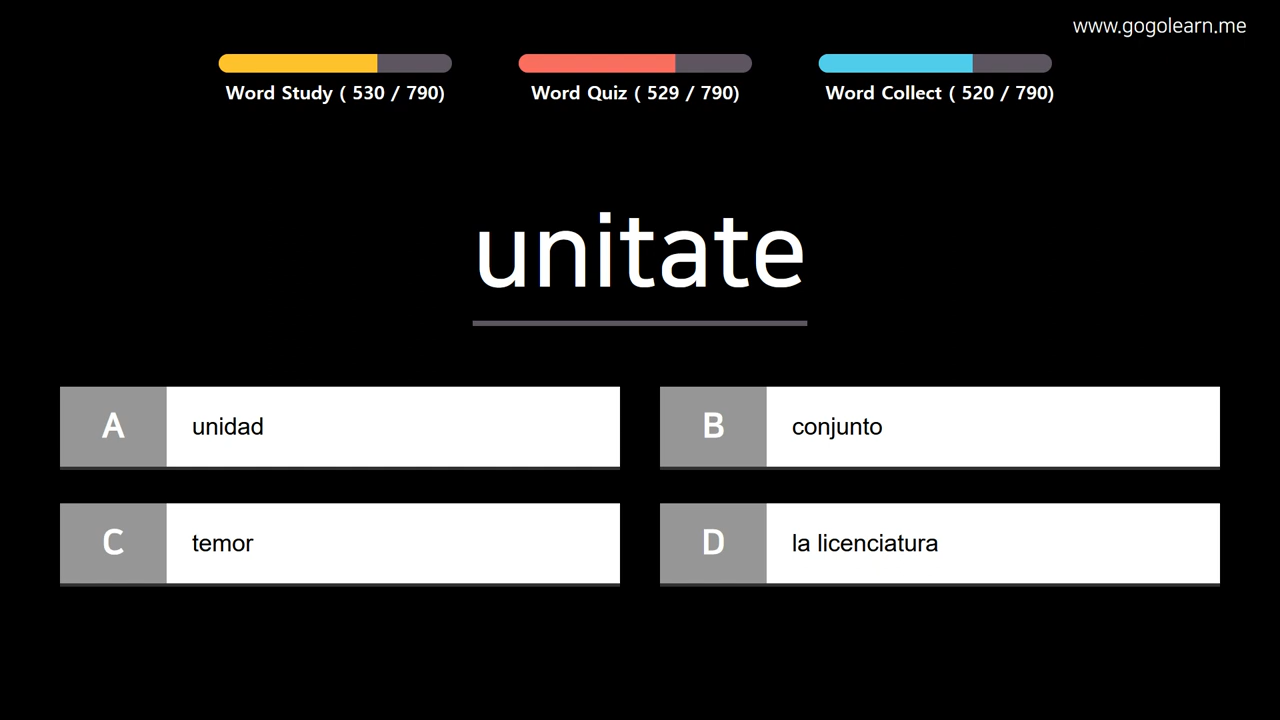 www.gogolearn.me
Word Study ( 530 / 790)
Word Quiz ( 529 / 790)
Word Collect ( 520 / 790)
unitate
A unidad
B conjunto
C temor
D la licenciatura